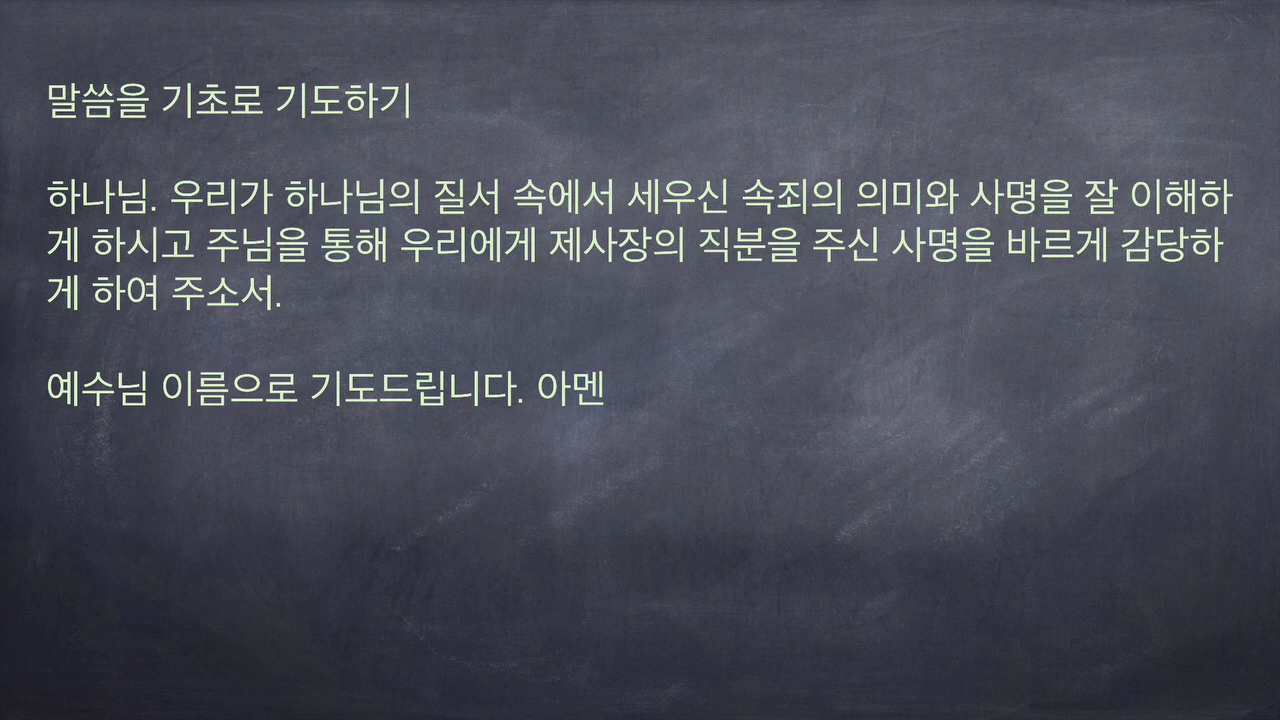 말씀을 기초로 기도하기
하나님. 우리가 하나님의 질서 속에서 세우신 속죄의 의미와 사명을 잘 이해하
게 하시고 주님을 통해 우리에게 제사장의 직분을 주신 사명을 바르게 감당하
게 하여 주소서.
예수님 이름으로 기도드립니다. 아멘